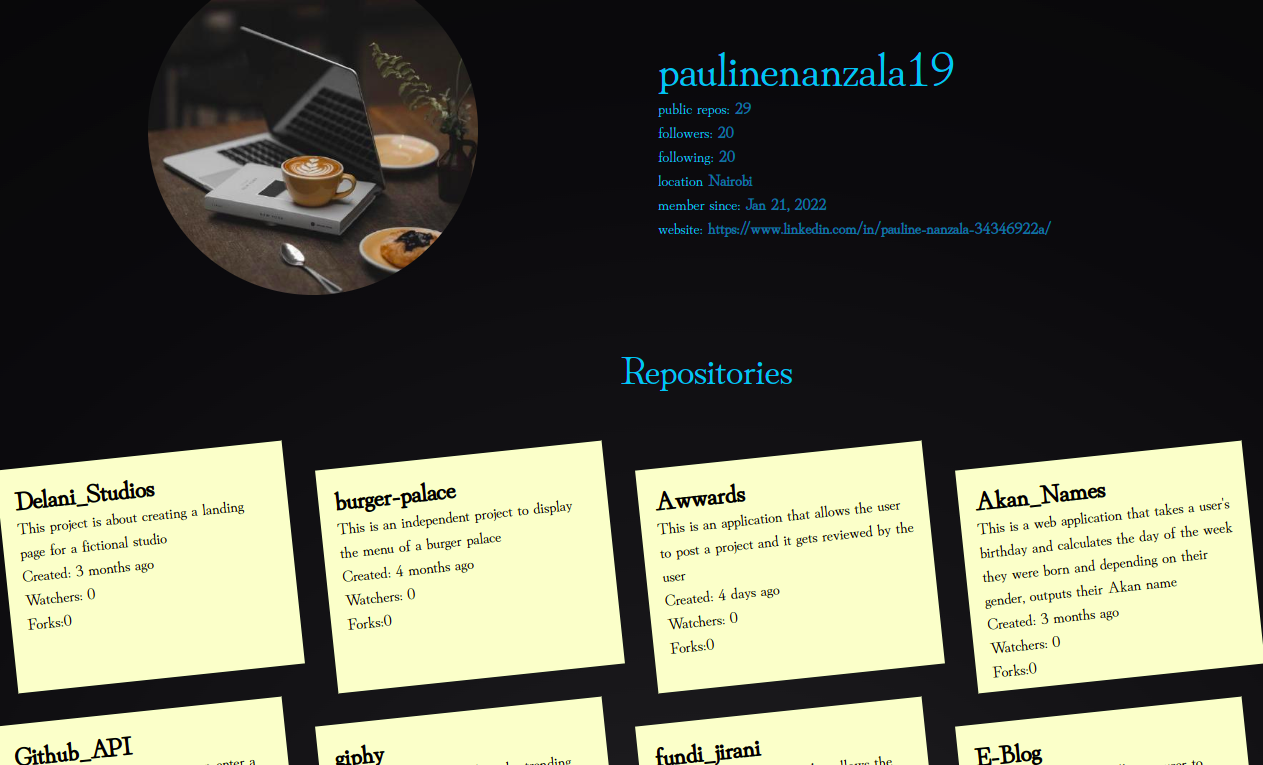 paulinenanzala19
public repos: 29
followers: 20
following: 20
location Nairobi
member since: Jan 21, 2022
website: https://www.linkedin.com/in/pauline-nanzala-34346922a/
Repositories
Delani_Studios
This project is about creating a landing
page for a fictional studio
Created: 3 months ago
Watchers: 0
Forks:0
burger-palace
This is an independent project to display
the menu of a burger palace
Created: 4 months ago
Watchers: 0
Forks:0
Awwards
This is an application that allows the user
to post a project and it gets reviewed by the
user
Created: 4 days ago
Watchers: 0
Forks:0
Akan_Names
This is a web application that takes a user's
birthday and calculates the day of the week
they were born and depending on their
gender, outputs their Akan name
Created: 3 months ago
Watchers: 0
Forks:0
Github_API
enter a
giphy
trending
fundi_jirani
allows the
E-Blog
to